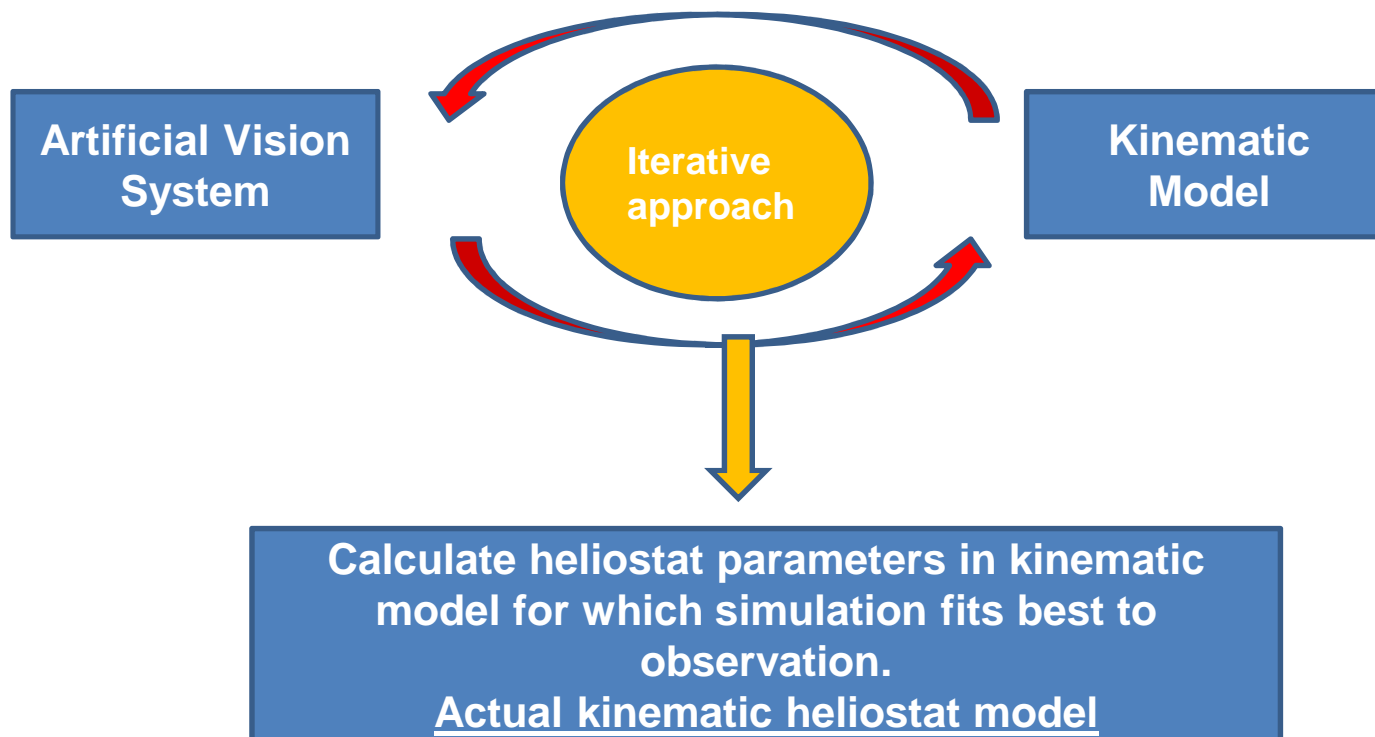 Artificial Vision
System
Iterative
approach
Kinematic
Model
Calculate heliostat parameters in kinematic
model for which simulation fits best to
observation.
Actual kinematic heliostat model